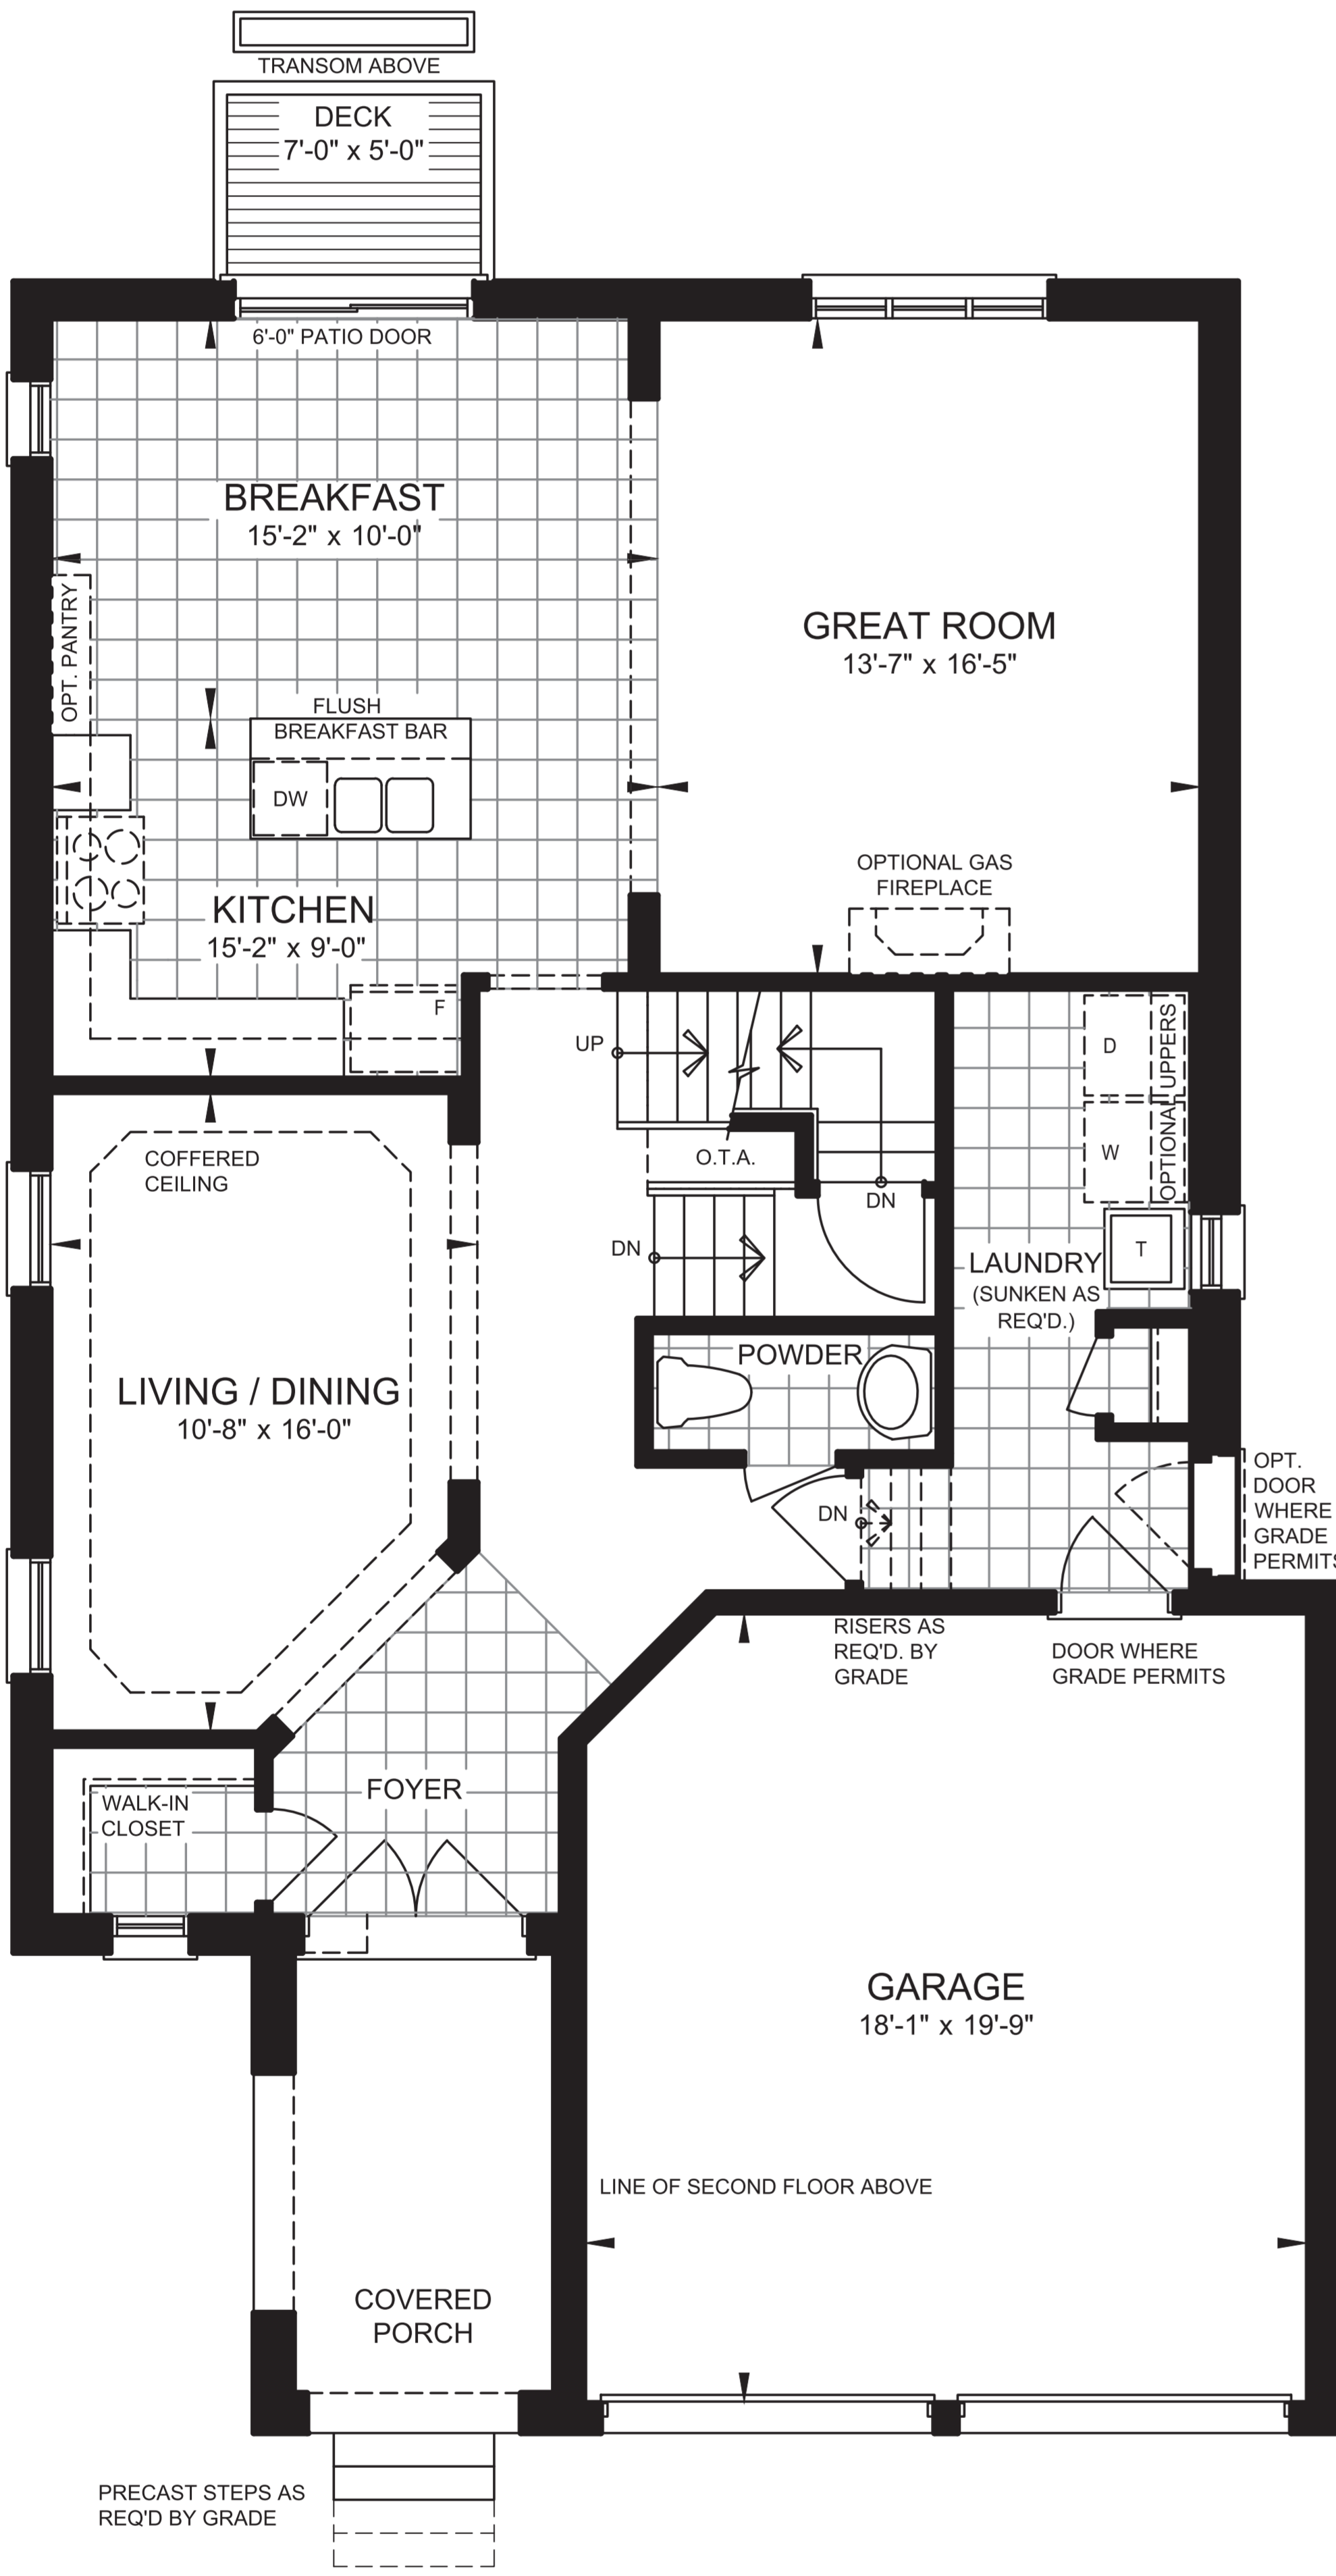 TRANSOM ABOVE
DECK
7'-0" x 5'-0"
6'-0" PATIO DOOR
BREAKFAST
15'-2" x 10'-0"
OPT. PANTRY
GREAT ROOM
13'-7" x 16'-5"
FLUSH
BREAKFAST BAR
DW
OPTIONAL GAS
FIREPLACE
KITCHEN
15'-2" x 9'-0"
F
UP
D
OPTIONAL UPPERS
W
COFFERED
CEILING
O.T.A.
DN
DN
T
LAUNDRY
(SUNKEN AS
REQ'D.)
POWDER
LIVING / DINING
10'-8" x 16'-0"
OPT.
DOOR
WHERE
GRADE
PERMITS
DN
RISERS AS
REQ'D. BY
GRADE
DOOR WHERE
GRADE PERMITS
FOYER
WALK-IN
CLOSET
GARAGE
18'-1" x 19'-9"
LINE OF SECOND FLOOR ABOVE
COVERED
PORCH
PRECAST STEPS AS
REQ'D BY GRADE